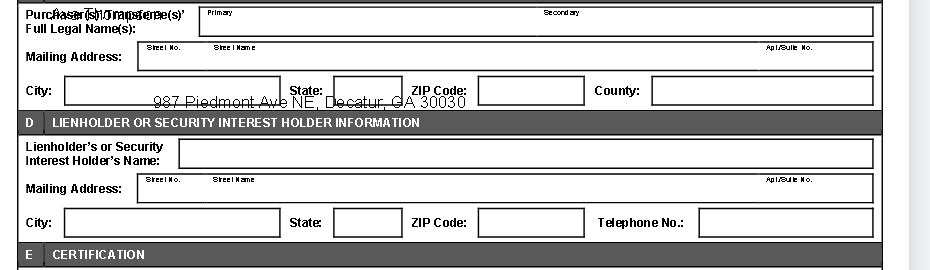 Ava Thompson
Purchaser(s)/Transferee(s)' Primary Secondary
Full Legal Name(s):
Street No. Street Name Apt/Suite No.
Mailing Address:
City: State: ZIP Code: County:
987 Piedmont Ave NE, Decatur, GA 30030
D LIENHOLDER OR SECURITY INTEREST HOLDER INFORMATION
Lienholder's or Security
Interest Holder's Name:
Street No. Street Name Apt/Suite No.
Mailing Address:
City: State: ZIP Code: Telephone No.:
E CERTIFICATION